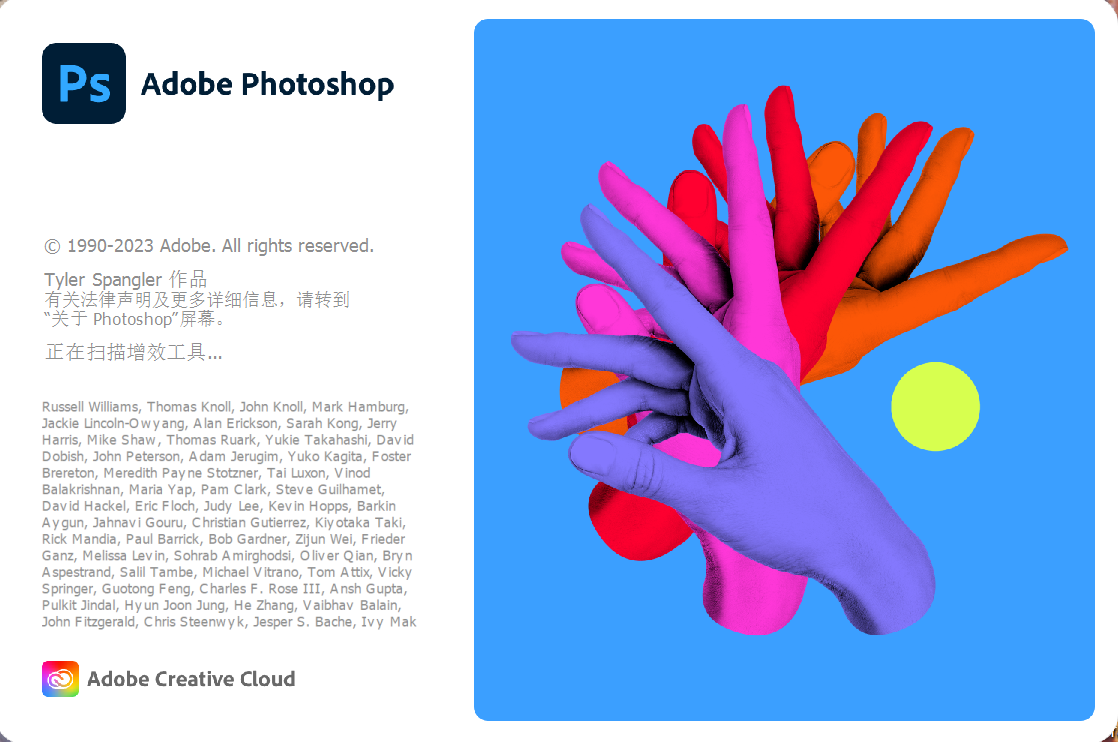 Ps Adobe Photoshop
© 1990-2023 Adobe. All rights reserved.
Tyler Spangler 作品
有关法律声明及更多详细信息，请转到
“关于 Photoshop”屏幕。
正在扫描增效工具...
Russell Williams, Thomas Knoll, John Knoll, Mark Hamburg,
Jackie Lincoln-Owyang, Alan Erickson, Sarah Kong, Jerry
Harris, Mike Shaw, Thomas Ruark, Yukie Takahashi, David
Dobish, John Peterson, Adam Jerugim, Yuko Kagita, Foster
Brereton, Meredith Payne Stotzner, Tai Luxon, Vinod
Balakrishnan, Maria Yap, Pam Clark, Steve Guilhamet,
David Hackel, Eric Floch, Judy Lee, Kevin Hopps, Barkin
Aygun, Jahnavi Gouru, Christian Gutierrez, Kiyotaka Taki,
Rick Mandia, Paul Barrick, Bob Gardner, Zijun Wei, Frieder
Ganz, Melissa Levin, Sohrab Amirghodsi, Oliver Qian, Bryn
Aspestrand, Salil Tambe, Michael Vitrano, Tom Attix, Vicky
Springer, Guotong Feng, Charles F. Rose III, Ansh Gupta,
Pulkit Jindal, Hyun Joon Jung, He Zhang, Vaibhav Balain,
John Fitzgerald, Chris Steenwyk, Jesper S. Bache, Ivy Mak
Adobe Creative Cloud